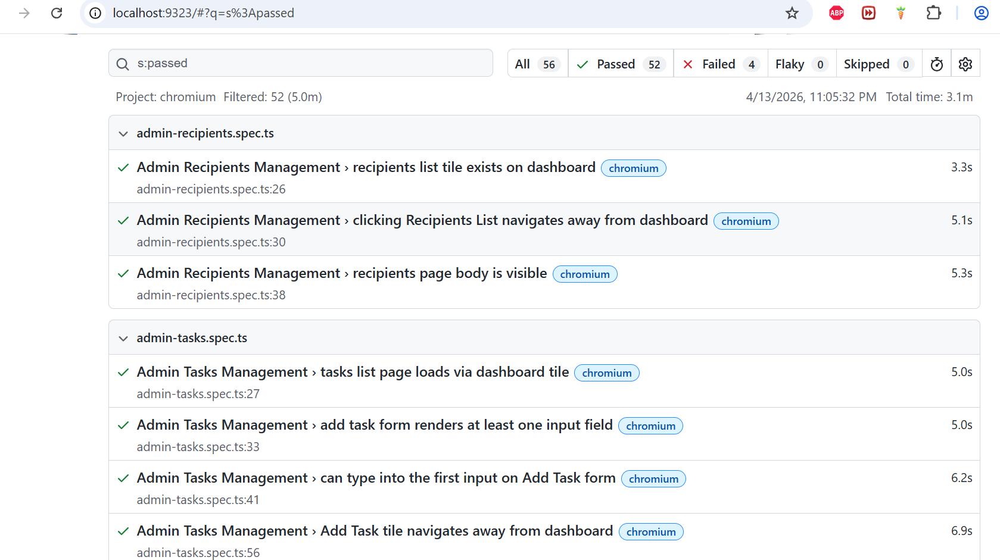 localhost:9323/#?q=s%3Apassed
ABP
s:passed
All 56 Passed 52 Failed 4 Flaky 0 Skipped 0
Project: chromium Filtered: 52 (5.0m) 4/13/2026, 11:05:32 PM Total time: 3.1m
admin-recipients.spec.ts
Admin Recipients Management › recipients list tile exists on dashboard chromium 3.3s
admin-recipients.spec.ts:26
Admin Recipients Management › clicking Recipients List navigates away from dashboard chromium 5.1s
admin-recipients.spec.ts:30
Admin Recipients Management › recipients page body is visible chromium 5.3s
admin-recipients.spec.ts:38
admin-tasks.spec.ts
Admin Tasks Management › tasks list page loads via dashboard tile chromium 5.0s
admin-tasks.spec.ts:27
Admin Tasks Management › add task form renders at least one input field chromium 5.0s
admin-tasks.spec.ts:33
Admin Tasks Management › can type into the first input on Add Task form chromium 6.2s
admin-tasks.spec.ts:41
Admin Tasks Management › Add Task tile navigates away from dashboard chromium 6.9s
admin-tasks.spec.ts:56